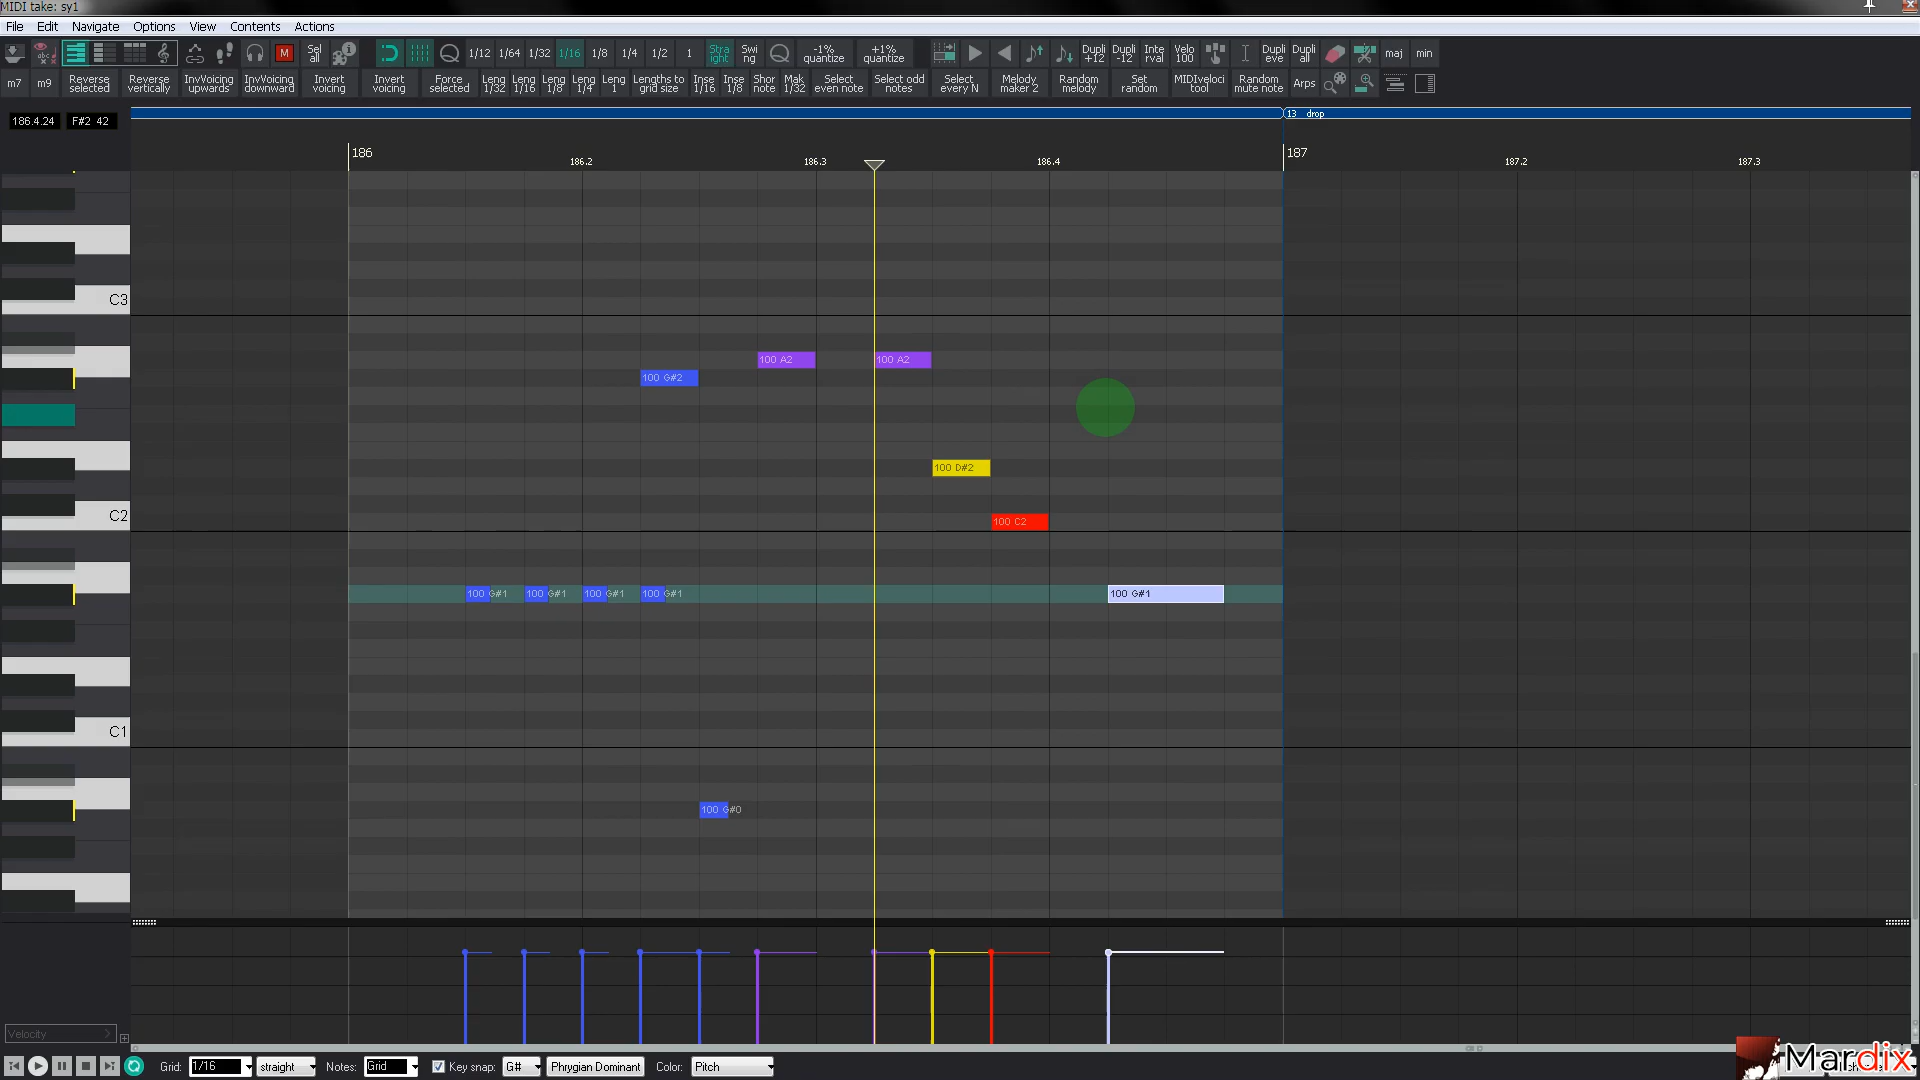 MIDI take: sy1
File Edit Navigate Options View Contents Actions
M Sel all 1/12 1/64 1/32 1/16 1/8 1/4 1/2 1 Stra ight Swi ng -1% quantize +1% quantize Dupli +12 Dupli -12 Inte rval Velo 100 Dupli eve Dupli all maj min
m7 m9 Reverse selected Reverse vertically InvVoicing upwards InvVoicing downward Invert voicing Invert voicing Force selected Leng 1/32 Leng 1/16 Leng 1/8 Leng 1/4 Leng 1 Lengths to grid size Inse 1/16 Inse 1/8 Shor note Mak 1/32 Select even note Select odd notes Select every N Melody maker 2 Random melody Set random MIDIveloci tool Random mute note Arps
186.4.24 F#2 42
13 drop
186 186.2 186.3 186.4 187 187.2 187.3
C3
100 A2 100 A2
100 G#2
100 D#2
C2
100 C2
100 G#1 100 G#1 100 G#1 100 G#1 100 G#1
C1
100 G#0
Velocity
Grid: 1/16 straight Notes: Grid Key snap: G# Phrygian Dominant Color: Pitch
Mardix